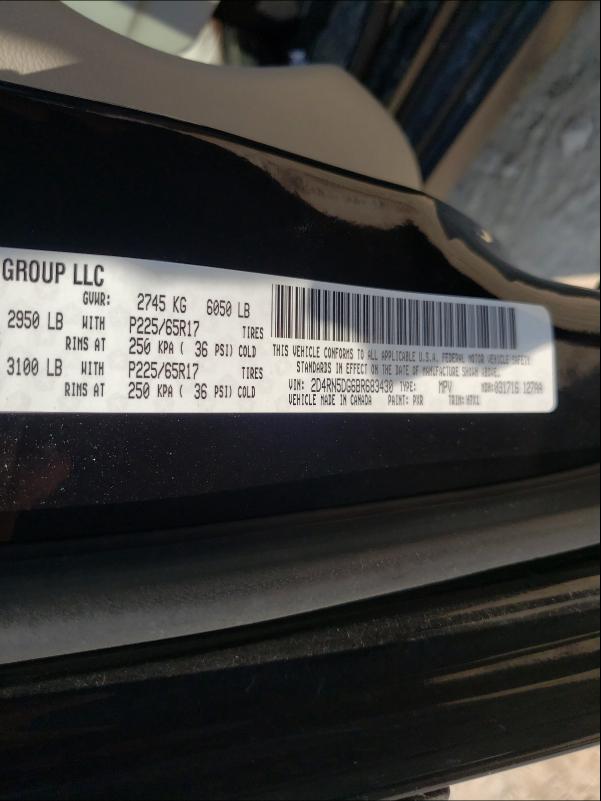 GROUP LLC
GVWR: 2745 KG 6050 LB
2950 LB WITH P225/65R17 TIRES
RIMS AT 250 KPA ( 36 PSI) COLD
3100 LB WITH P225/65R17 TIRES
RIMS AT 250 KPA ( 36 PSI) COLD
THIS VEHICLE CONFORMS TO ALL APPLICABLE U.S.A. FEDERAL MOTOR VEHICLE SAFETY
STANDARDS IN EFFECT ON THE DATE OF MANUFACTURE SHOWN ABOVE.
VIN: TYPE: MPV MDH: 031716
VEHICLE MADE IN CANADA PAINT: PXR TRIM: